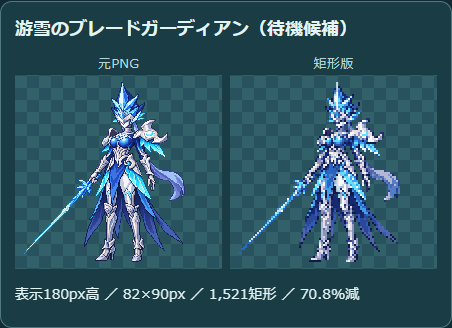 游雪のブレードガーディアン（待機候補）
元PNG
矩形版
表示180px高 ／ 82×90px ／ 1,521矩形 ／ 70.8%減